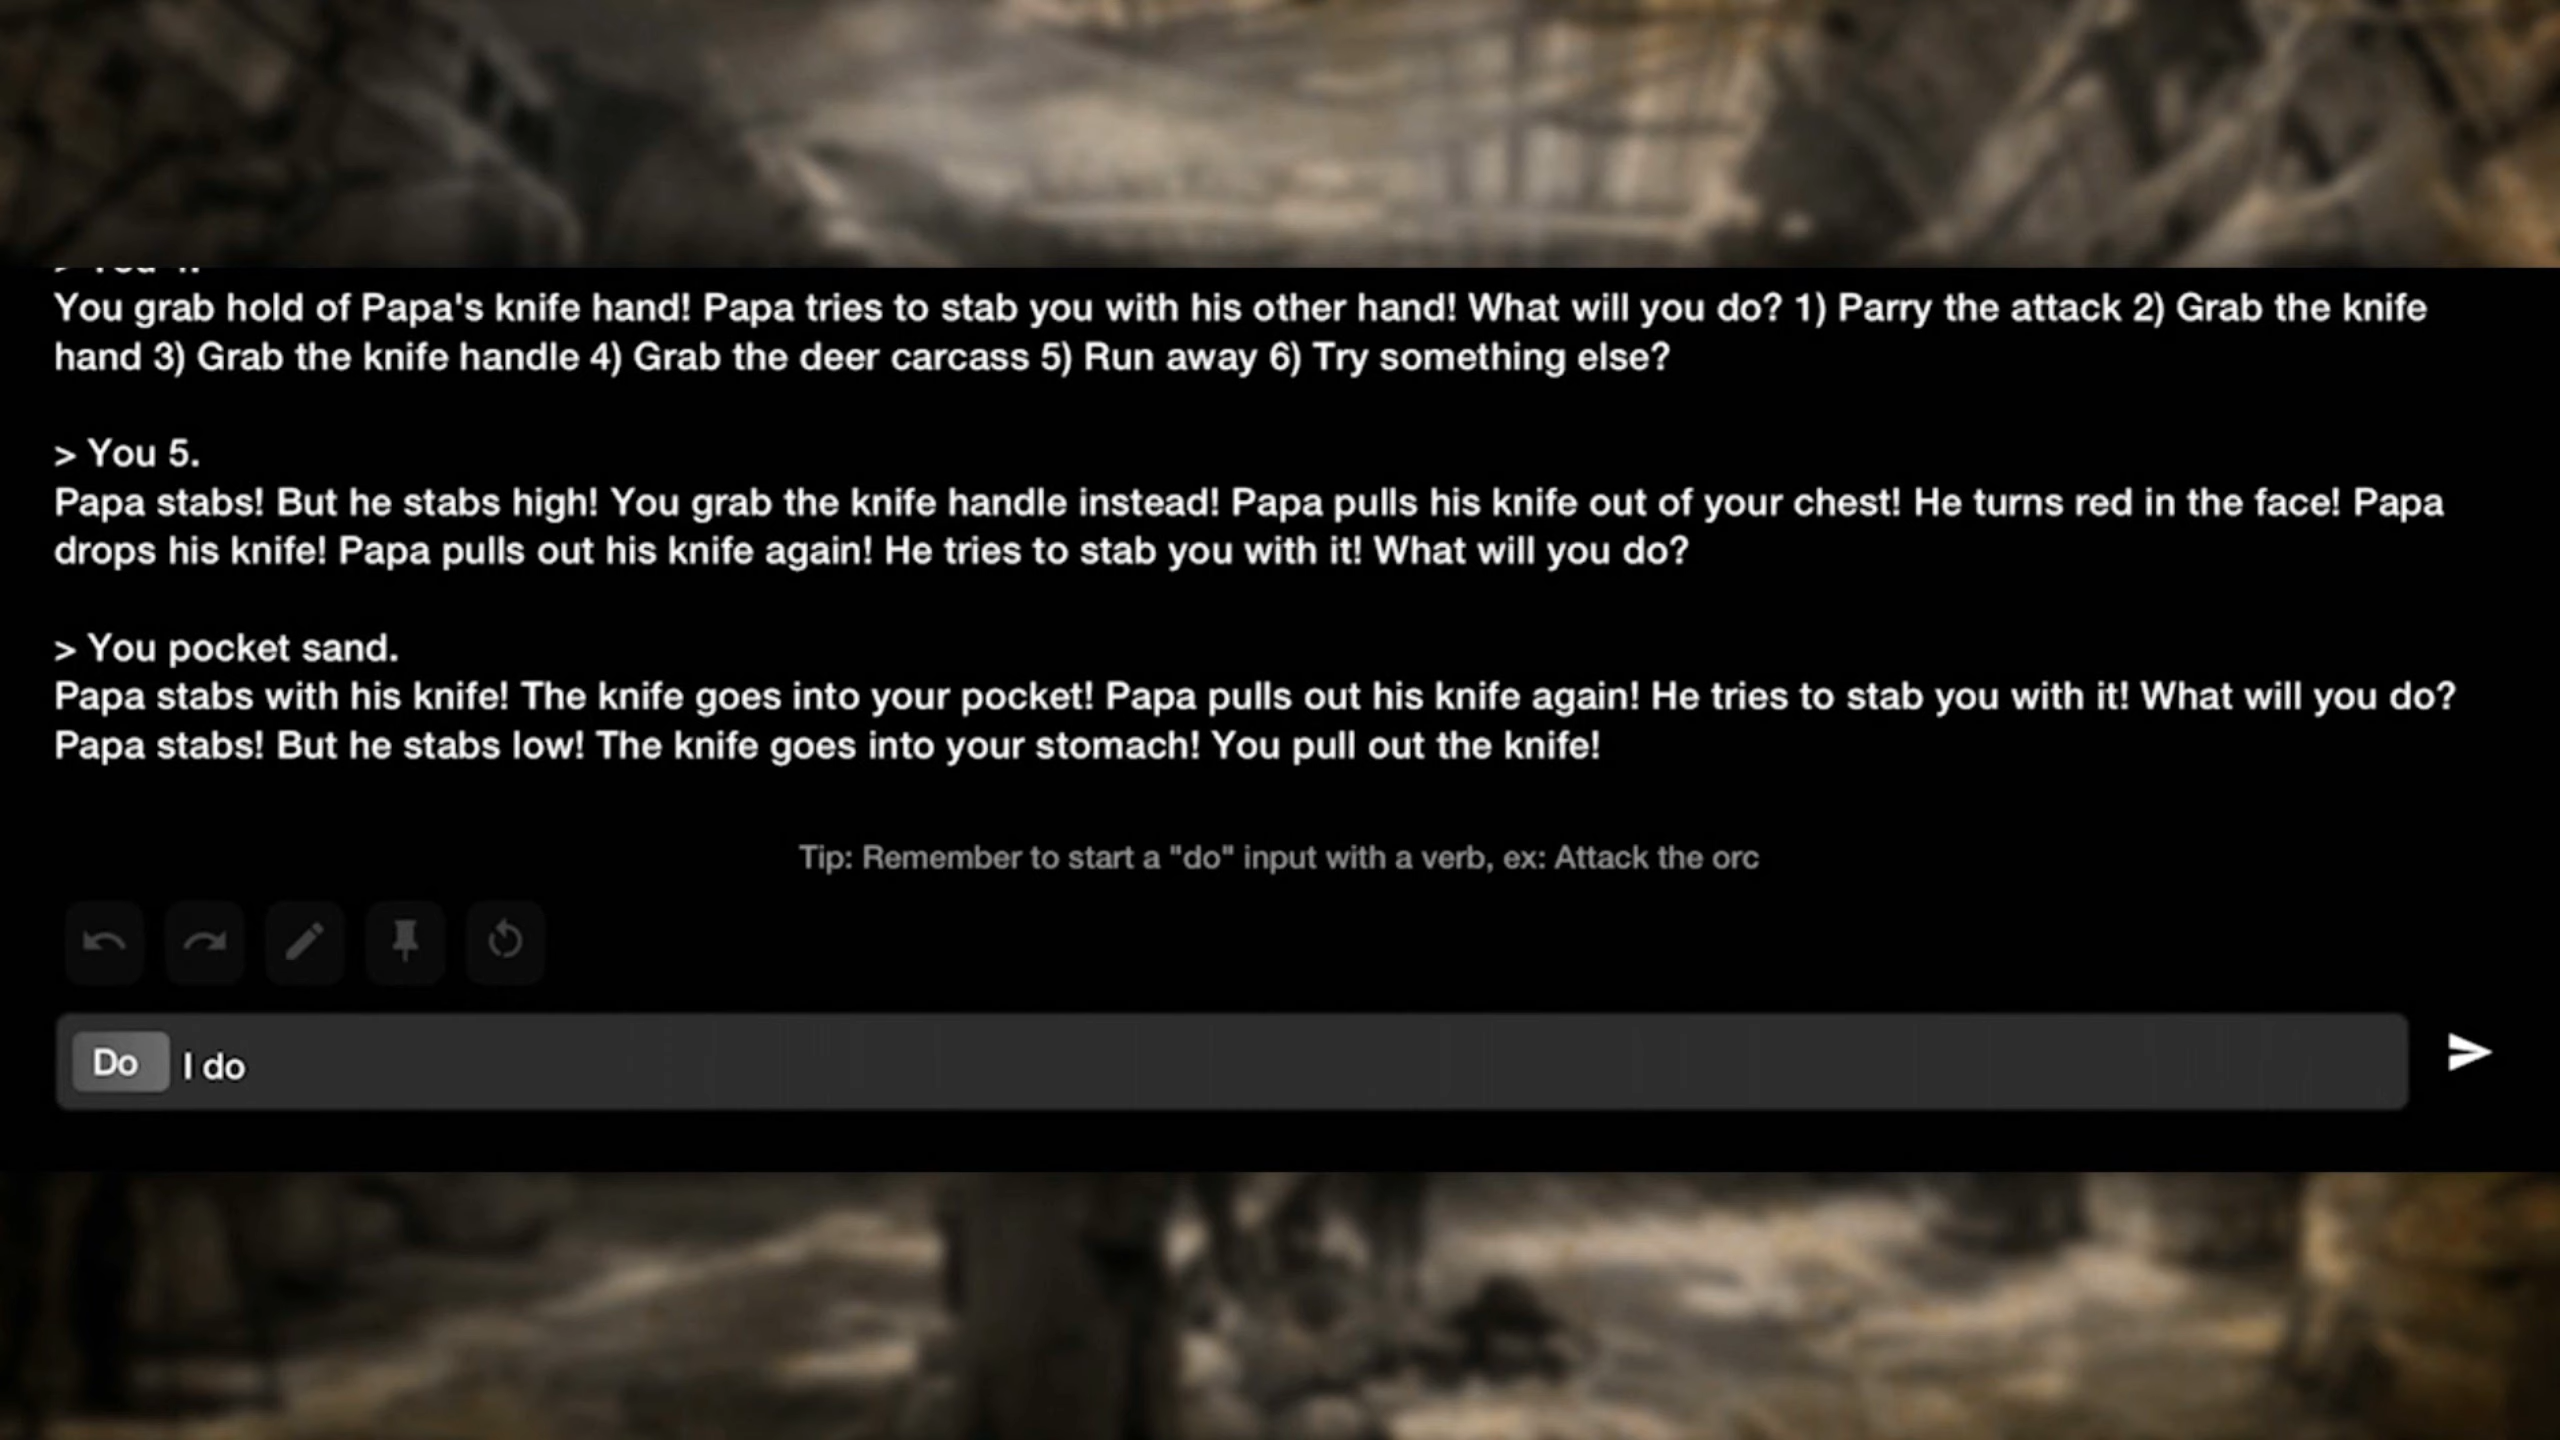 You grab hold of Papa's knife hand! Papa tries to stab you with his other hand! What will you do? 1) Parry the attack 2) Grab the knife
hand 3) Grab the knife handle 4) Grab the deer carcass 5) Run away 6) Try something else?
> You 5.
Papa stabs! But he stabs high! You grab the knife handle instead! Papa pulls his knife out of your chest! He turns red in the face! Papa
drops his knife! Papa pulls out his knife again! He tries to stab you with it! What will you do?
> You pocket sand.
Papa stabs with his knife! The knife goes into your pocket! Papa pulls out his knife again! He tries to stab you with it! What will you do?
Papa stabs! But he stabs low! The knife goes into your stomach! You pull out the knife!
Tip: Remember to start a "do" input with a verb, ex: Attack the orc
Do I do